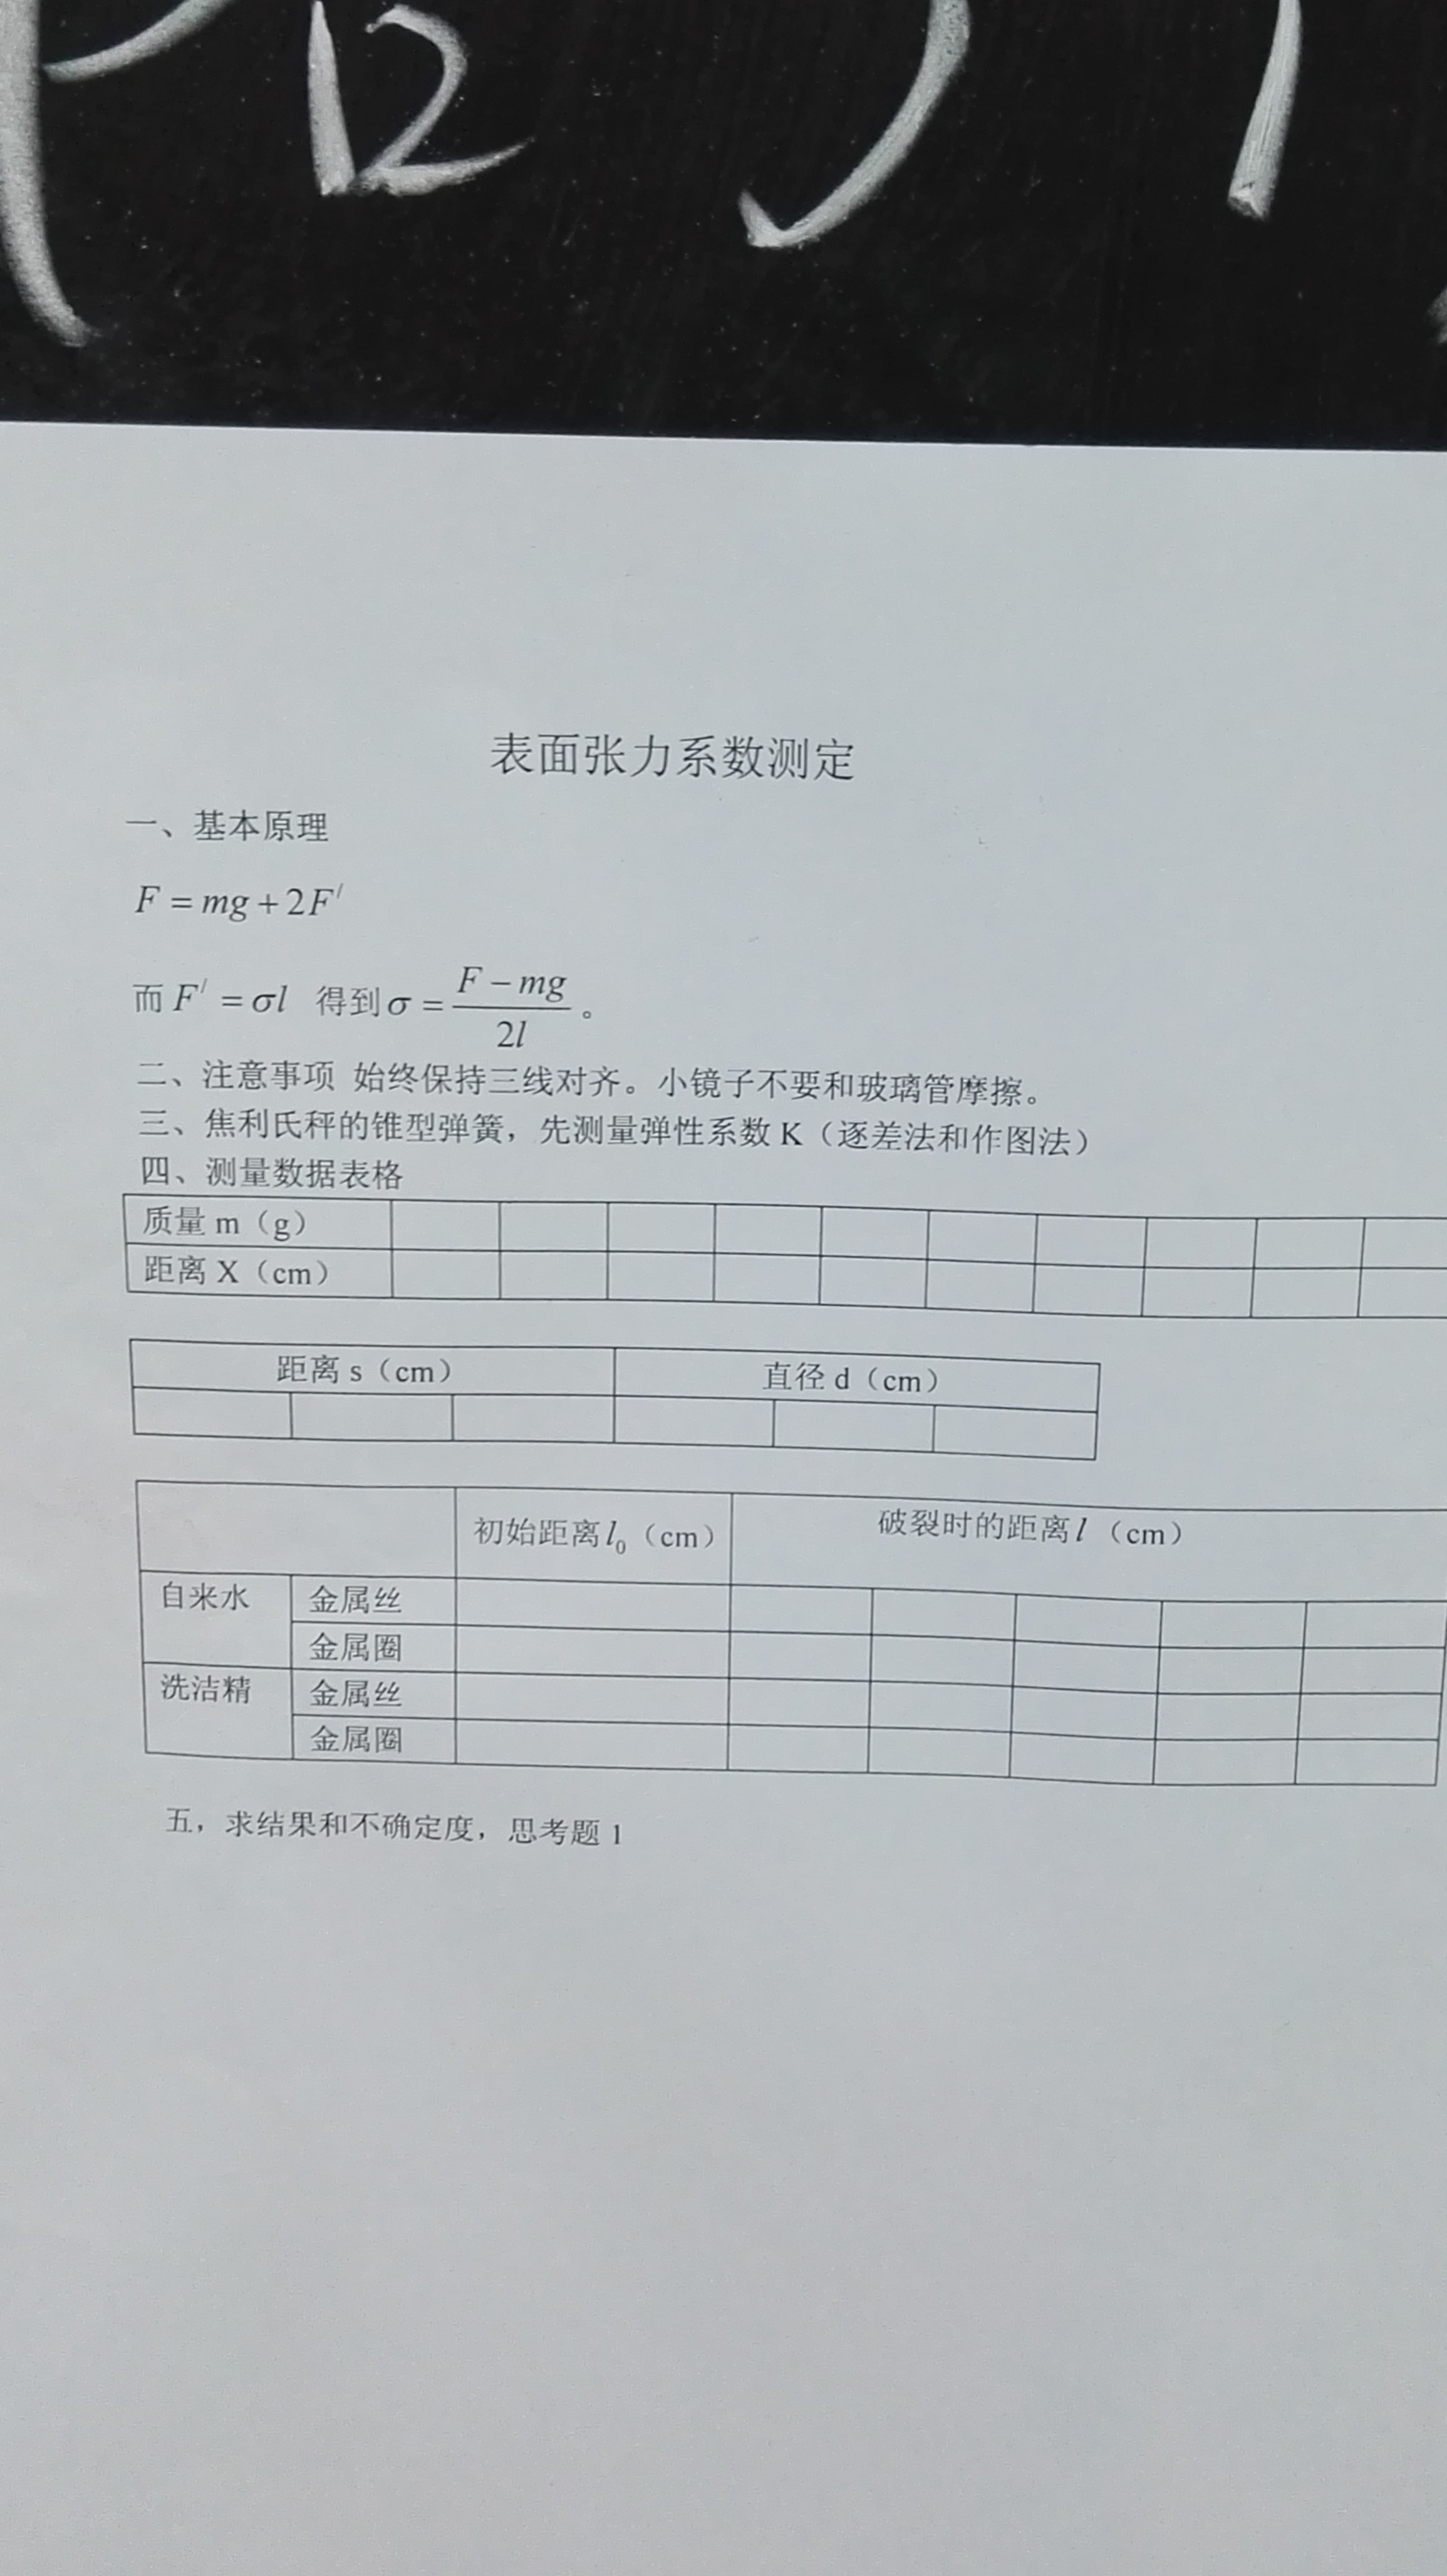 表面张力系数测定
一、基本原理
F = mg + 2F/
而 F/ = σl 得到 σ = (F − mg) / 2l 。
二、注意事项 始终保持三线对齐。小镜子不要和玻璃管摩擦。
三、焦利氏秤的锥型弹簧，先测量弹性系数 K（逐差法和作图法）
四、测量数据表格
质量 m（g）
距离 X（cm）
距离 s（cm） 直径 d（cm）
初始距离 l0（cm） 破裂时的距离 l （cm）
自来水 金属丝
金属圈
洗洁精 金属丝
金属圈
五，求结果和不确定度，思考题 1